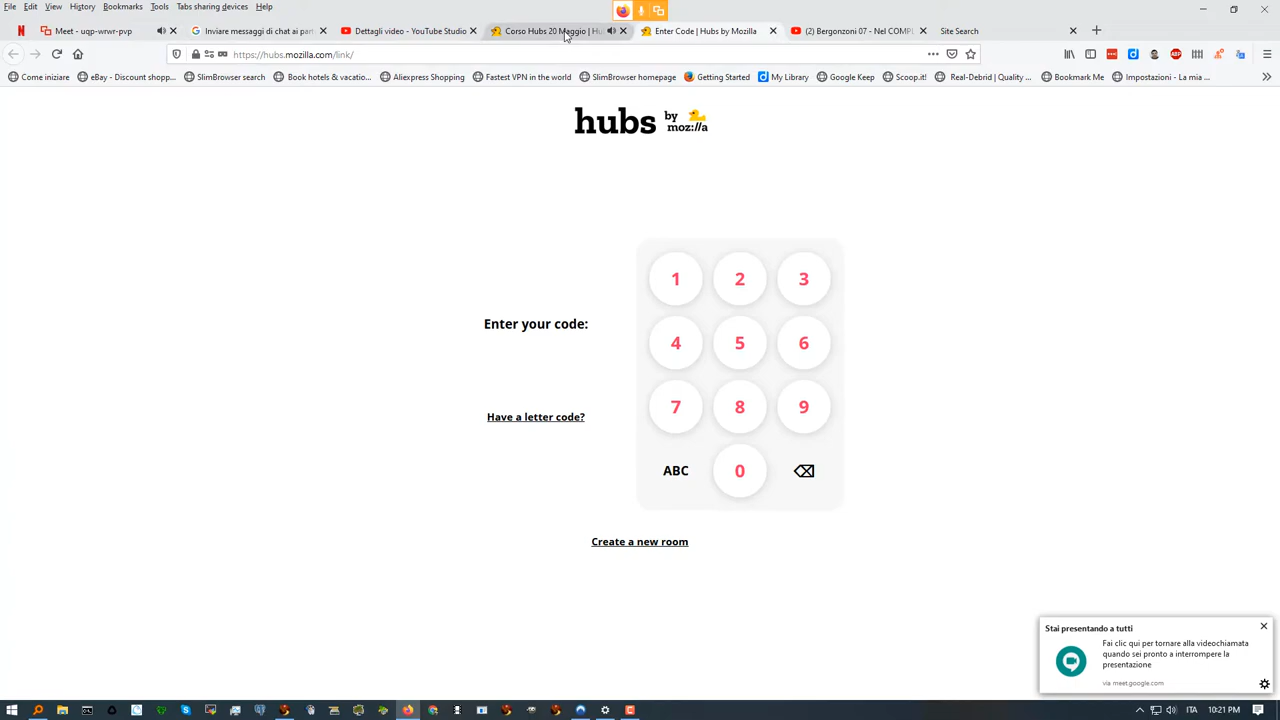 File Edit View History Bookmarks Tools Tabs sharing devices Help
Meet - uqp-wrwr-pvp
Inviare messaggi di chat ai part
Dettagli video - YouTube Studio
Corso Hubs 20 Maggio | Hu
Enter Code | Hubs by Mozilla
(2) Bergonzoni 07 - Nel COMPL
Site Search
https://hubs.mozilla.com/link/
Come iniziare
eBay - Discount shopp...
SlimBrowser search
Book hotels & vacatio...
Aliexpress Shopping
Fastest VPN in the world
SlimBrowser homepage
Getting Started
My Library
Google Keep
Scoop.it!
Real-Debrid | Quality ...
Bookmark Me
Impostazioni - La mia ...
hubs by
moz://a
1 2 3
Enter your code:
4 5 6
7 8 9
Have a letter code?
ABC 0
Create a new room
Stai presentando a tutti
Fai clic qui per tornare alla videochiamata
quando sei pronto a interrompere la
presentazione
via meet.google.com
ITA 10:21 PM